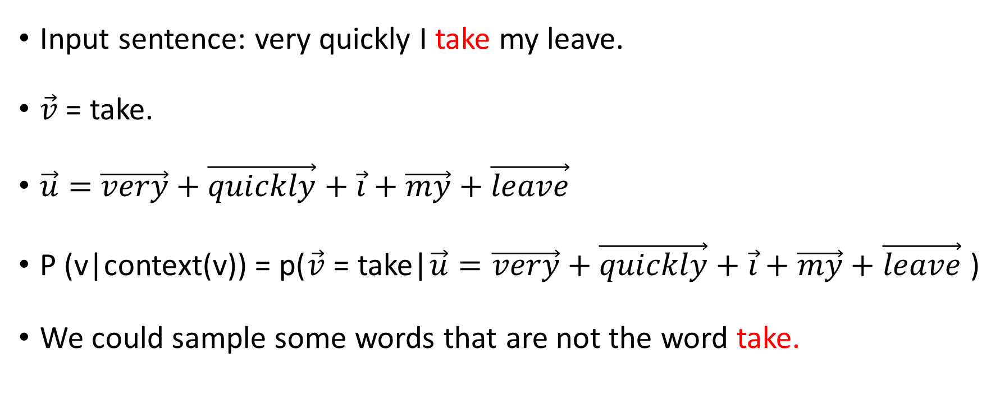 • Input sentence: very quickly I take my leave.
• $\vec{v}$ = take.
• $\vec{u} = \overrightarrow{very} + \overrightarrow{quickly} + \vec{\imath} + \overrightarrow{my} + \overrightarrow{leave}$
• P (v|context(v)) = p($\vec{v}$ = take|$\vec{u} = \overrightarrow{very} + \overrightarrow{quickly} + \vec{\imath} + \overrightarrow{my} + \overrightarrow{leave}$ )
• We could sample some words that are not the word take.